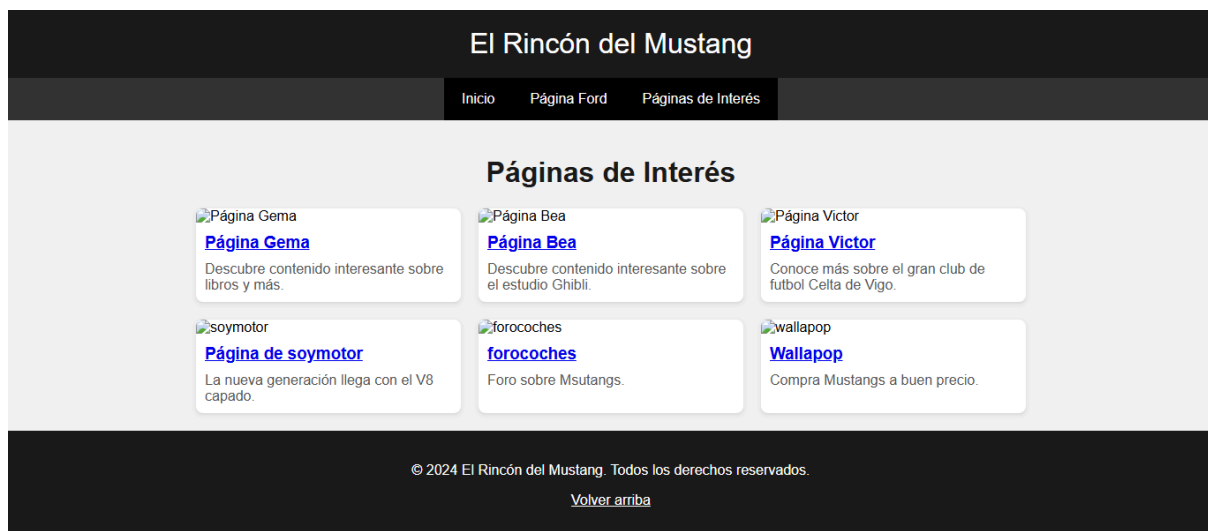 El Rincón del Mustang
Inicio Página Ford Páginas de Interés
Páginas de Interés
Página Gema
Página Gema
Descubre contenido interesante sobre
libros y más.
Página Bea
Página Bea
Descubre contenido interesante sobre
el estudio Ghibli.
Página Victor
Página Victor
Conoce más sobre el gran club de
futbol Celta de Vigo.
soymotor
Página de soymotor
La nueva generación llega con el V8
capado.
forocoches
forocoches
Foro sobre Msutangs.
wallapop
Wallapop
Compra Mustangs a buen precio.
© 2024 El Rincón del Mustang. Todos los derechos reservados.
Volver arriba